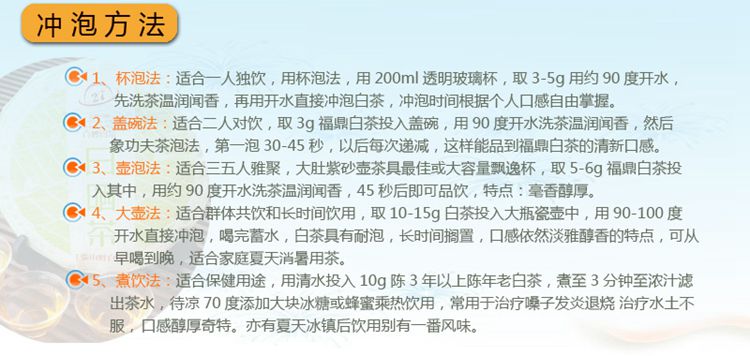 冲泡方法
1、杯泡法：适合一人独饮，用杯泡法，用 200ml 透明玻璃杯，取 3-5g 用约 90 度开水，
先洗茶温润闻香，再用开水直接冲泡白茶，冲泡时间根据个人口感自由掌握。
2、盖碗法：适合二人对饮，取 3g 福鼎白茶投入盖碗，用 90 度开水洗茶温润闻香，然后
象功夫茶泡法，第一泡 30-45 秒，以后每次递减，这样能品到福鼎白茶的清新口感。
3、壶泡法：适合三五人雅聚，大肚紫砂壶茶具最佳或大容量飘逸杯，取 5-6g 福鼎白茶投
入其中，用约 90 度开水洗茶温润闻香，45 秒后即可品饮，特点：毫香醇厚。
4、大壶法：适合群体共饮和长时间饮用，取 10-15g 白茶投入大瓶瓷壶中，用 90-100 度
开水直接冲泡，喝完蓄水，白茶具有耐泡，长时间搁置，口感依然淡雅醇香的特点，可从
早喝到晚，适合家庭夏天消暑用茶。
5、煮饮法：适合保健用途，用清水投入 10g 陈 3 年以上陈年老白茶，煮至 3 分钟至浓汁滤
出茶水，待凉 70 度添加大块冰糖或蜂蜜乘热饮用，常用于治疗嗓子发炎退烧 治疗水土不
服，口感醇厚奇特。亦有夏天冰镇后饮用别有一番风味。